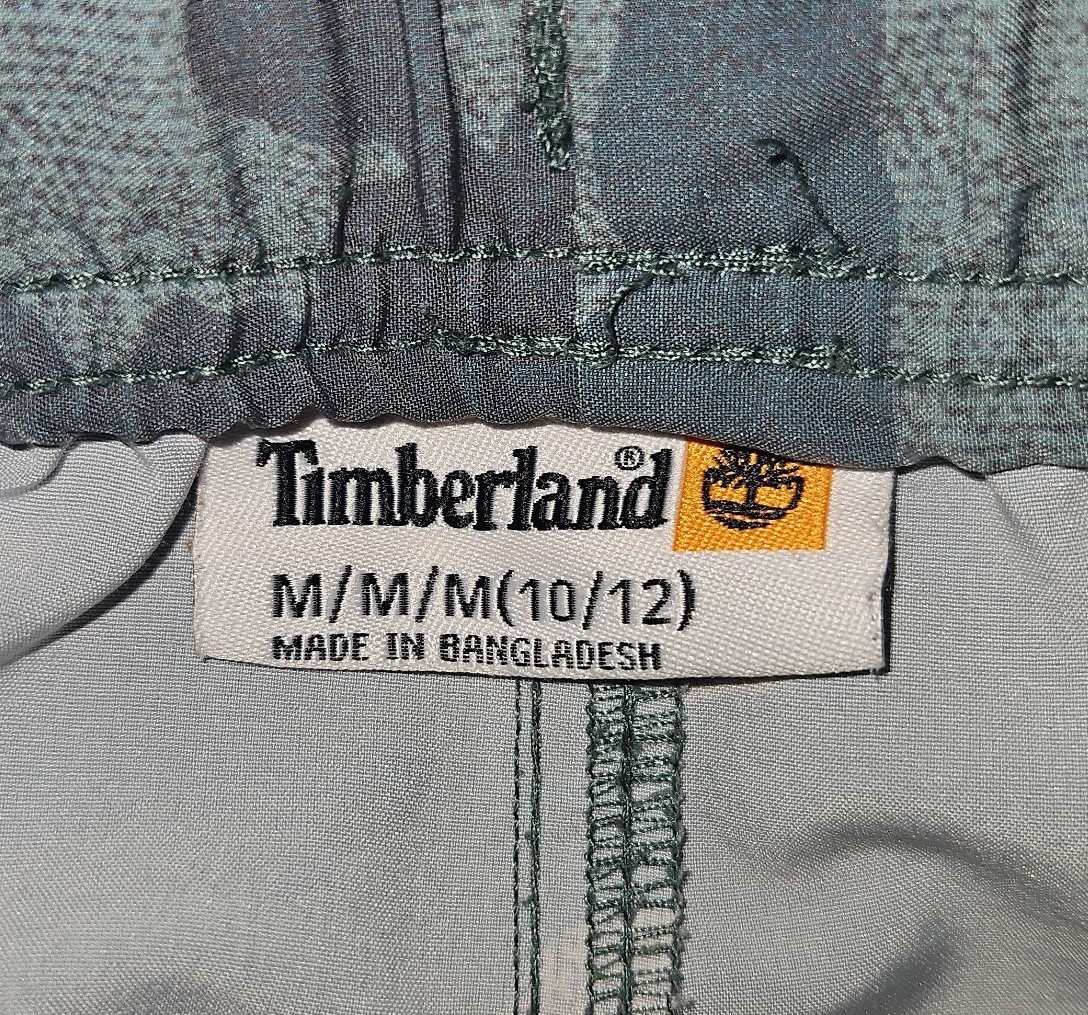 Timberland®
M/M/M(10/12)
MADE IN BANGLADESH